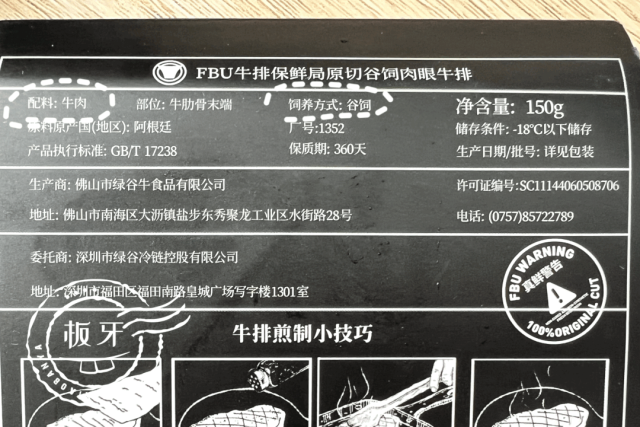 FBU牛排保鲜局原切谷饲肉眼牛排
配料: 牛肉 部位: 牛肋骨末端 饲养方式: 谷饲 净含量: 150g
原料原产国(地区): 阿根廷 厂号:1352 储存条件: -18℃以下储存
产品执行标准: GB/T 17238 保质期: 360天 生产日期/批号: 详见包装
生产商: 佛山市绿谷牛食品有限公司 许可证编号:SC11144060508706
地址: 佛山市南海区大沥镇盐步东秀聚龙工业区水街路28号 电话: (0757)85722789
委托商: 深圳市绿谷冷链控股有限公司
地址: 深圳市福田区福田南路皇城广场写字楼1301室
FBU WARNING
真鲜警告
100%ORIGINAL CUT
板牙
KOBANYA
牛排煎制小技巧